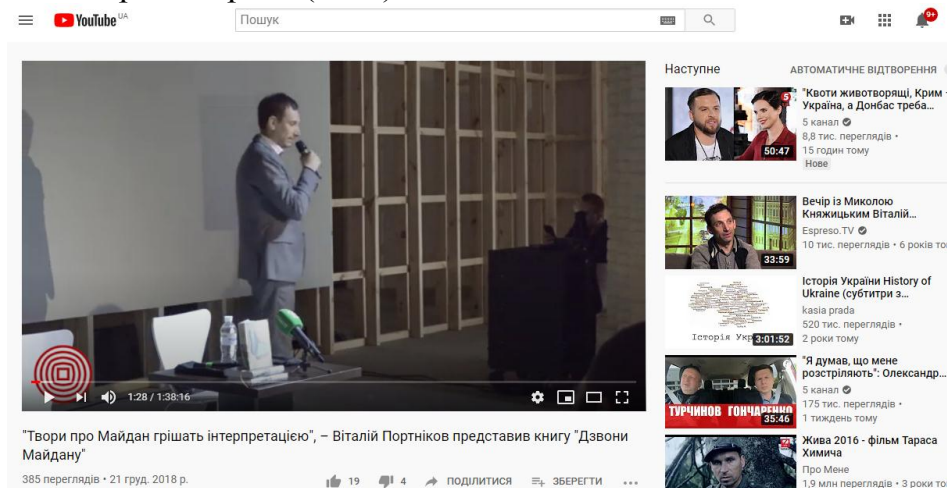 YouTube UA
Пошук
9+
1:28 / 1:38:16
"Твори про Майдан грішать інтерпретацією", – Віталій Портніков представив книгу "Дзвони
Майдану"
385 переглядів • 21 груд. 2018 р.
19
4
ПОДІЛИТИСЯ
ЗБЕРЕГТИ
Наступне
АВТОМАТИЧНЕ ВІДТВОРЕННЯ
50:47
"Квоти животворящі, Крим -
Україна, а Донбас треба...
5 канал
8,8 тис. переглядів •
15 годин тому
Нове
33:59
Вечір із Миколою
Княжицьким Віталій...
Espreso.TV
10 тис. переглядів • 6 років
Історія
3:01:52
Історія України History of
Ukraine (субтитри з...
kasia prada
520 тис. переглядів •
2 роки тому
ТУРЧИНОВ ГОНЧАРЕНКО
35:46
"Я думав, що мене
розстріляють": Олександр...
5 канал
175 тис. переглядів •
1 тиждень тому
Жива 2016 - фільм Тараса
Химича
Про Мене
1,9 млн переглядів • 3 роки